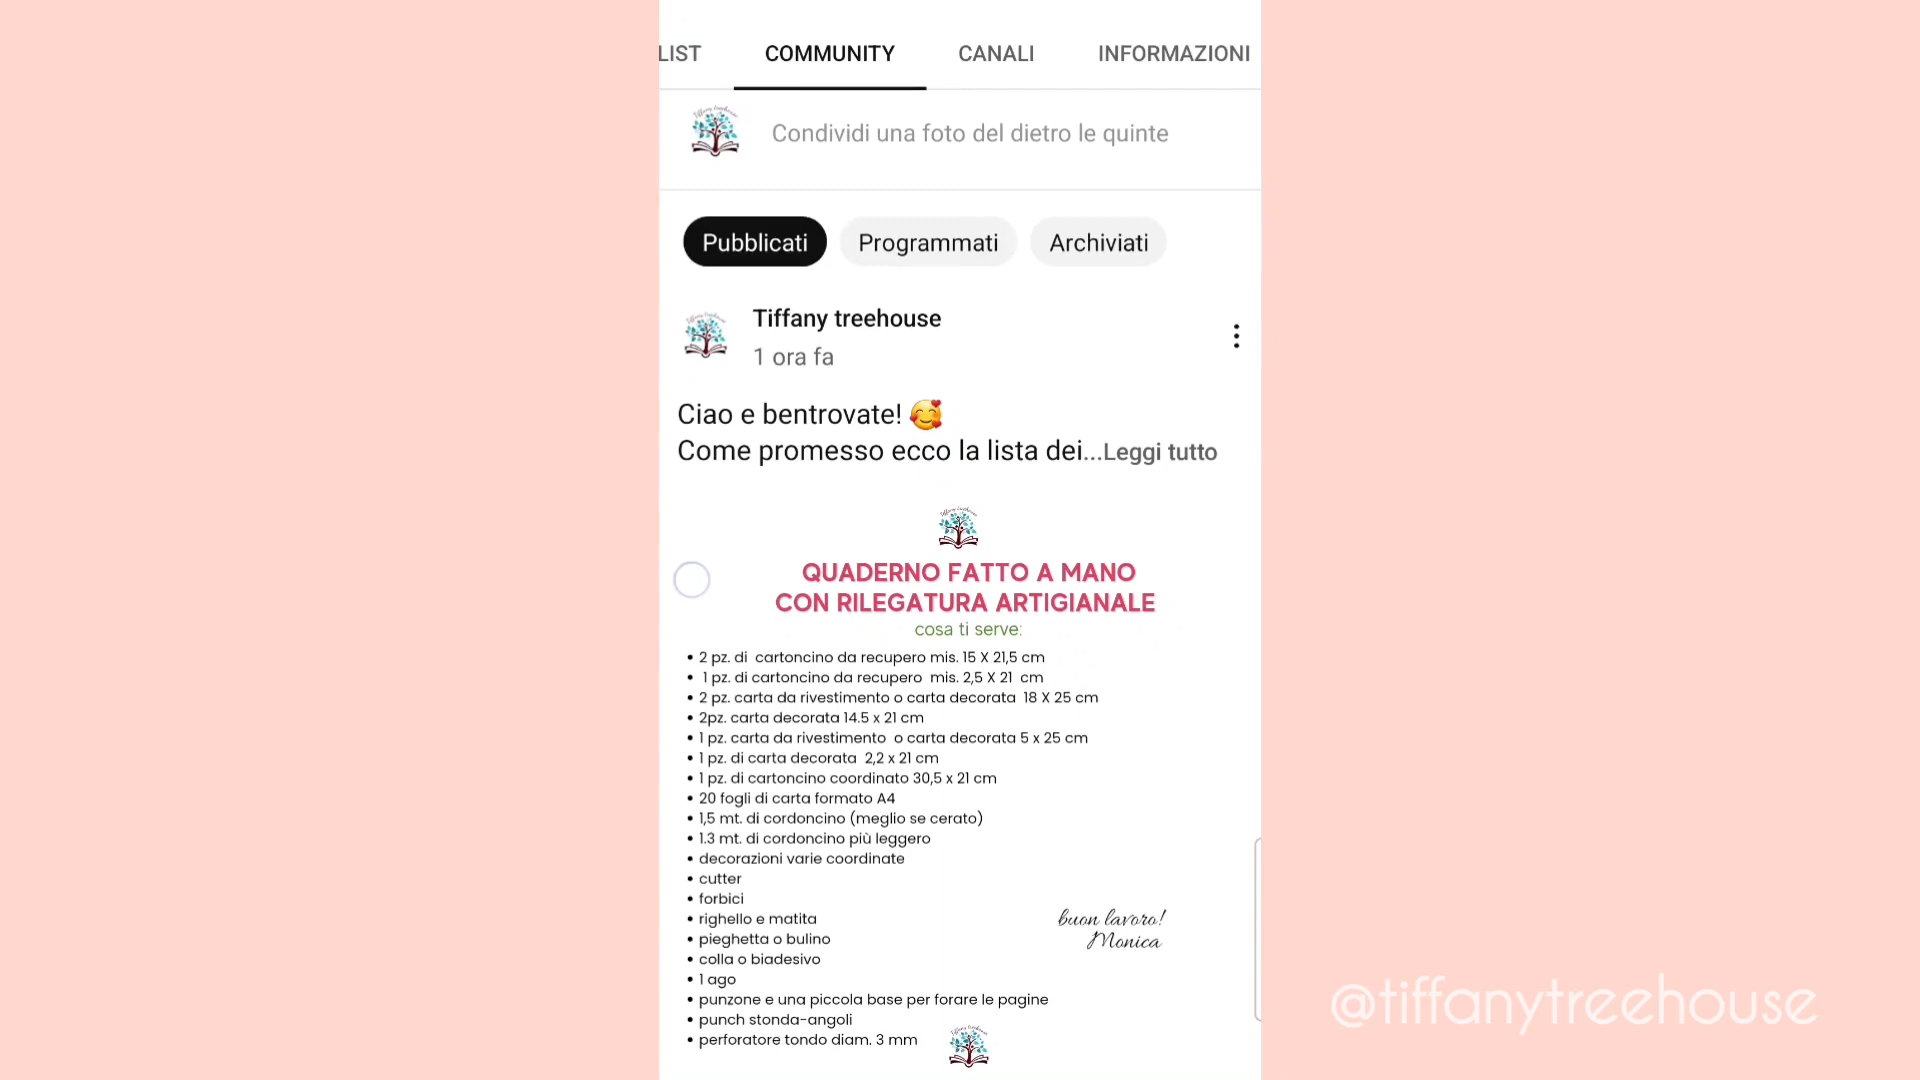 LIST COMMUNITY CANALI INFORMAZIONI
Condividi una foto del dietro le quinte
Pubblicati Programmati Archiviati
Tiffany treehouse
1 ora fa
Ciao e bentrovate! 🥰
Come promesso ecco la lista dei...Leggi tutto
Tiffany treehouse
QUADERNO FATTO A MANO
CON RILEGATURA ARTIGIANALE
cosa ti serve:
• 2 pz. di cartoncino da recupero mis. 15 X 21,5 cm
• 1 pz. di cartoncino da recupero mis. 2,5 X 21 cm
• 2 pz. carta da rivestimento o carta decorata 18 X 25 cm
• 2pz. carta decorata 14.5 x 21 cm
• 1 pz. carta da rivestimento o carta decorata 5 x 25 cm
• 1 pz. di carta decorata 2,2 x 21 cm
• 1 pz. di cartoncino coordinato 30,5 x 21 cm
• 20 fogli di carta formato A4
• 1,5 mt. di cordoncino (meglio se cerato)
• 1.3 mt. di cordoncino più leggero
• decorazioni varie coordinate
• cutter
• forbici
• righello e matita
• pieghetta o bulino
• colla o biadesivo
• 1 ago
• punzone e una piccola base per forare le pagine
• punch stonda-angoli
• perforatore tondo diam. 3 mm
buon lavoro!
Monica
Tiffany treehouse
@tiffanytreehouse